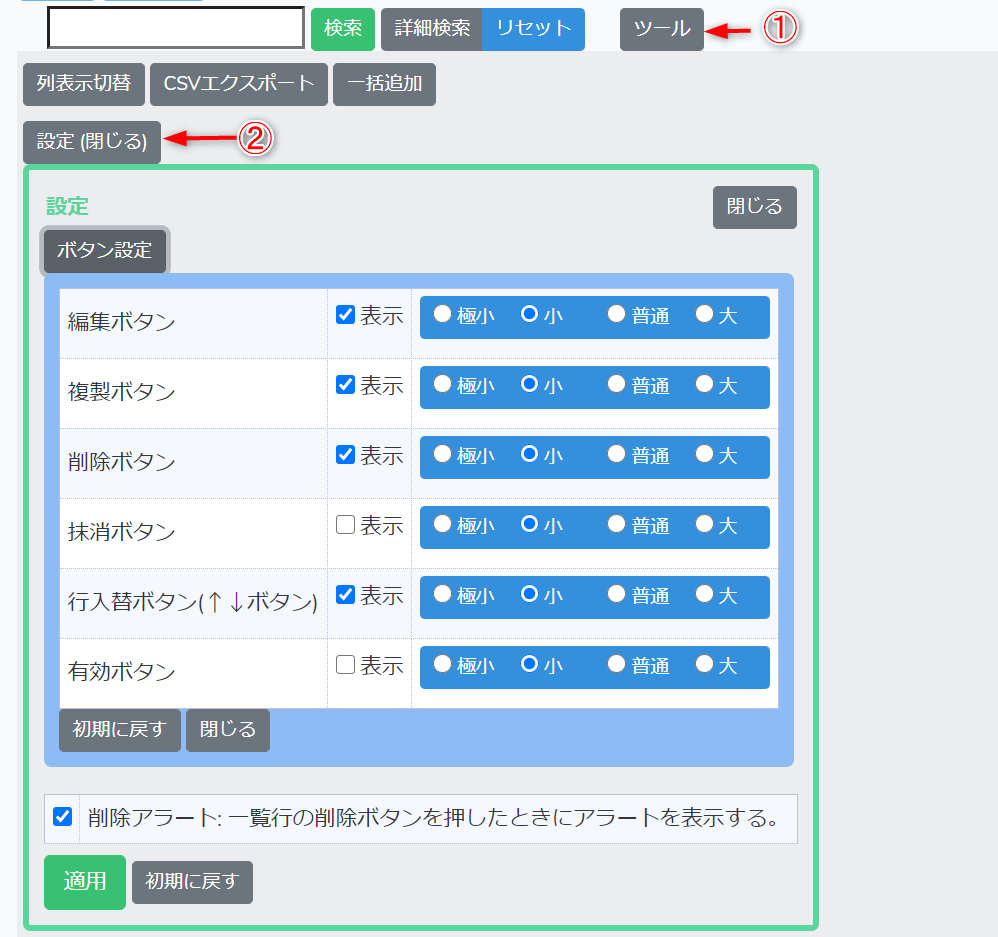 検索 詳細検索 リセット ツール ①
列表示切替 CSVエクスポート 一括追加
設定 (閉じる) ②
設定 閉じる
ボタン設定
編集ボタン 表示 極小 小 普通 大
複製ボタン 表示 極小 小 普通 大
削除ボタン 表示 極小 小 普通 大
抹消ボタン 表示 極小 小 普通 大
行入替ボタン(↑↓ボタン) 表示 極小 小 普通 大
有効ボタン 表示 極小 小 普通 大
初期に戻す 閉じる
削除アラート: 一覧行の削除ボタンを押したときにアラートを表示する。
適用 初期に戻す